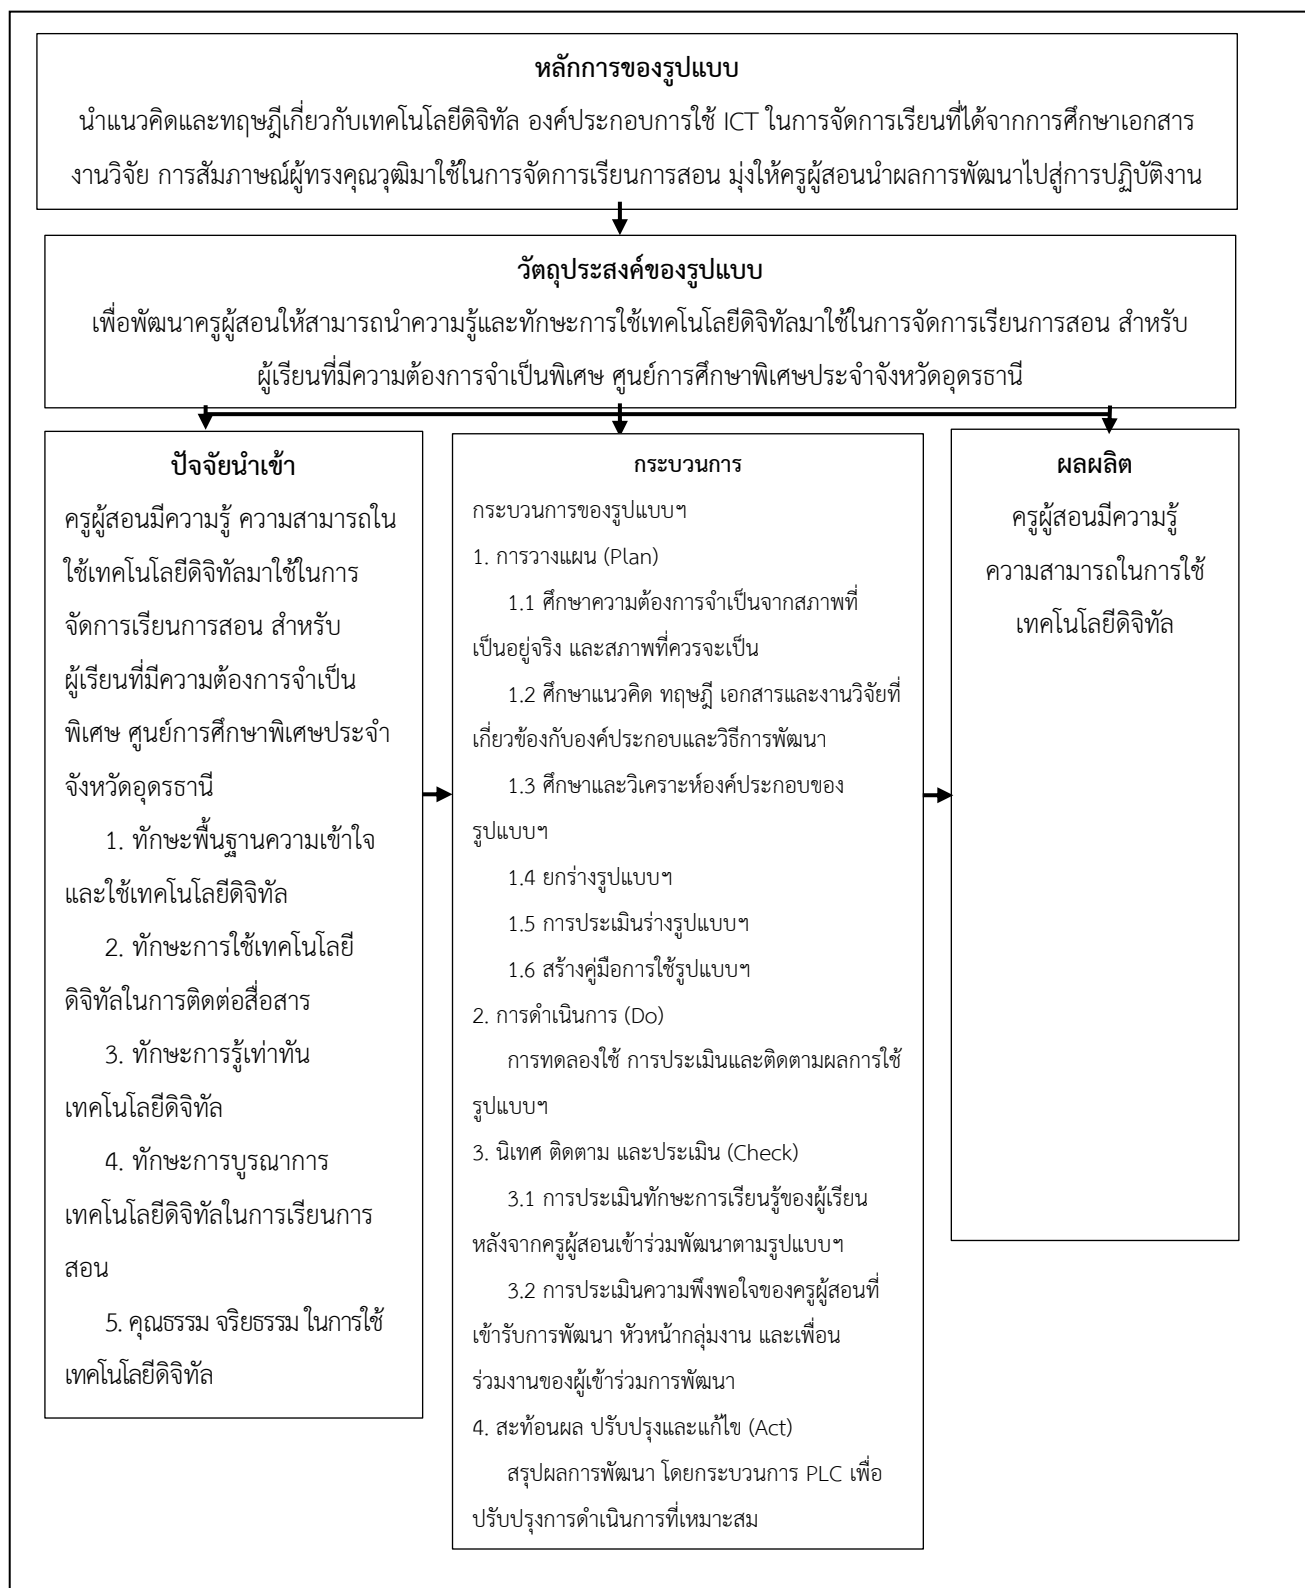 หลักการของรูปแบบ
นำแนวคิดและทฤษฎีเกี่ยวกับเทคโนโลยีดิจิทัล องค์ประกอบการใช้ ICT ในการจัดการเรียนที่ได้จากการศึกษาเอกสาร
งานวิจัย การสัมภาษณ์ผู้ทรงคุณวุฒิมาใช้ในการจัดการเรียนการสอน มุ่งให้ครูผู้สอนนำผลการพัฒนาไปสู่การปฏิบัติงาน
วัตถุประสงค์ของรูปแบบ
เพื่อพัฒนาครูผู้สอนให้สามารถนำความรู้และทักษะการใช้เทคโนโลยีดิจิทัลมาใช้ในการจัดการเรียนการสอน สำหรับ
ผู้เรียนที่มีความต้องการจำเป็นพิเศษ ศูนย์การศึกษาพิเศษประจำจังหวัดอุดรธานี
ปัจจัยนำเข้า
ครูผู้สอนมีความรู้ ความสามารถใน
ใช้เทคโนโลยีดิจิทัลมาใช้ในการ
จัดการเรียนการสอน สำหรับ
ผู้เรียนที่มีความต้องการจำเป็น
พิเศษ ศูนย์การศึกษาพิเศษประจำ
จังหวัดอุดรธานี
1. ทักษะพื้นฐานความเข้าใจ
และใช้เทคโนโลยีดิจิทัล
2. ทักษะการใช้เทคโนโลยี
ดิจิทัลในการติดต่อสื่อสาร
3. ทักษะการรู้เท่าทัน
เทคโนโลยีดิจิทัล
4. ทักษะการบูรณาการ
เทคโนโลยีดิจิทัลในการเรียนการ
สอน
5. คุณธรรม จริยธรรม ในการใช้
เทคโนโลยีดิจิทัล
กระบวนการ
กระบวนการของรูปแบบฯ
1. การวางแผน (Plan)
1.1 ศึกษาความต้องการจำเป็นจากสภาพที่
เป็นอยู่จริง และสภาพที่ควรจะเป็น
1.2 ศึกษาแนวคิด ทฤษฎี เอกสารและงานวิจัยที่
เกี่ยวข้องกับองค์ประกอบและวิธีการพัฒนา
1.3 ศึกษาและวิเคราะห์องค์ประกอบของ
รูปแบบฯ
1.4 ยกร่างรูปแบบฯ
1.5 การประเมินร่างรูปแบบฯ
1.6 สร้างคู่มือการใช้รูปแบบฯ
2. การดำเนินการ (Do)
การทดลองใช้ การประเมินและติดตามผลการใช้
รูปแบบฯ
3. นิเทศ ติดตาม และประเมิน (Check)
3.1 การประเมินทักษะการเรียนรู้ของผู้เรียน
หลังจากครูผู้สอนเข้าร่วมพัฒนาตามรูปแบบฯ
3.2 การประเมินความพึงพอใจของครูผู้สอนที่
เข้ารับการพัฒนา หัวหน้ากลุ่มงาน และเพื่อน
ร่วมงานของผู้เข้าร่วมการพัฒนา
4. สะท้อนผล ปรับปรุงและแก้ไข (Act)
สรุปผลการพัฒนา โดยกระบวนการ PLC เพื่อ
ปรับปรุงการดำเนินการที่เหมาะสม
ผลผลิต
ครูผู้สอนมีความรู้
ความสามารถในการใช้
เทคโนโลยีดิจิทัล